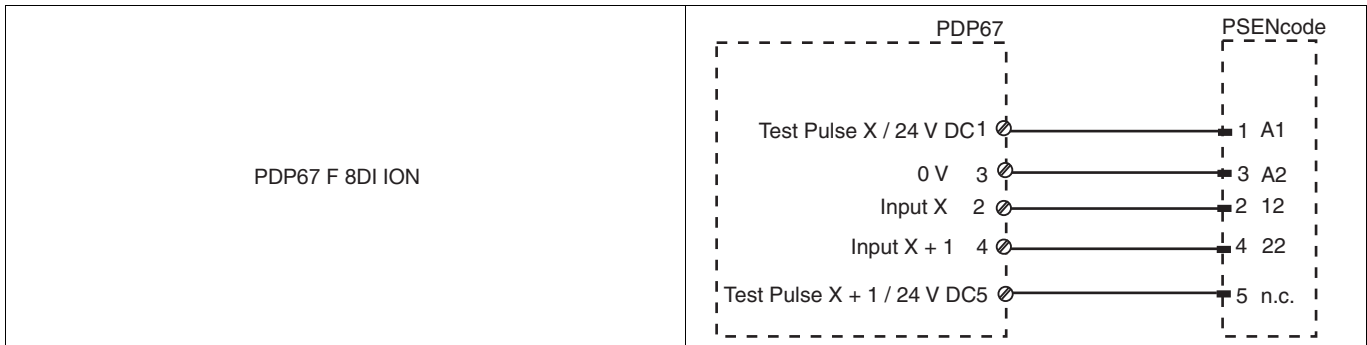 PDP67 F 8DI ION
PDP67 PSENcode
Test Pulse X / 24 V DC1 1 A1
0 V 3 3 A2
Input X 2 2 12
Input X + 1 4 4 22
Test Pulse X + 1 / 24 V DC5 5 n.c.